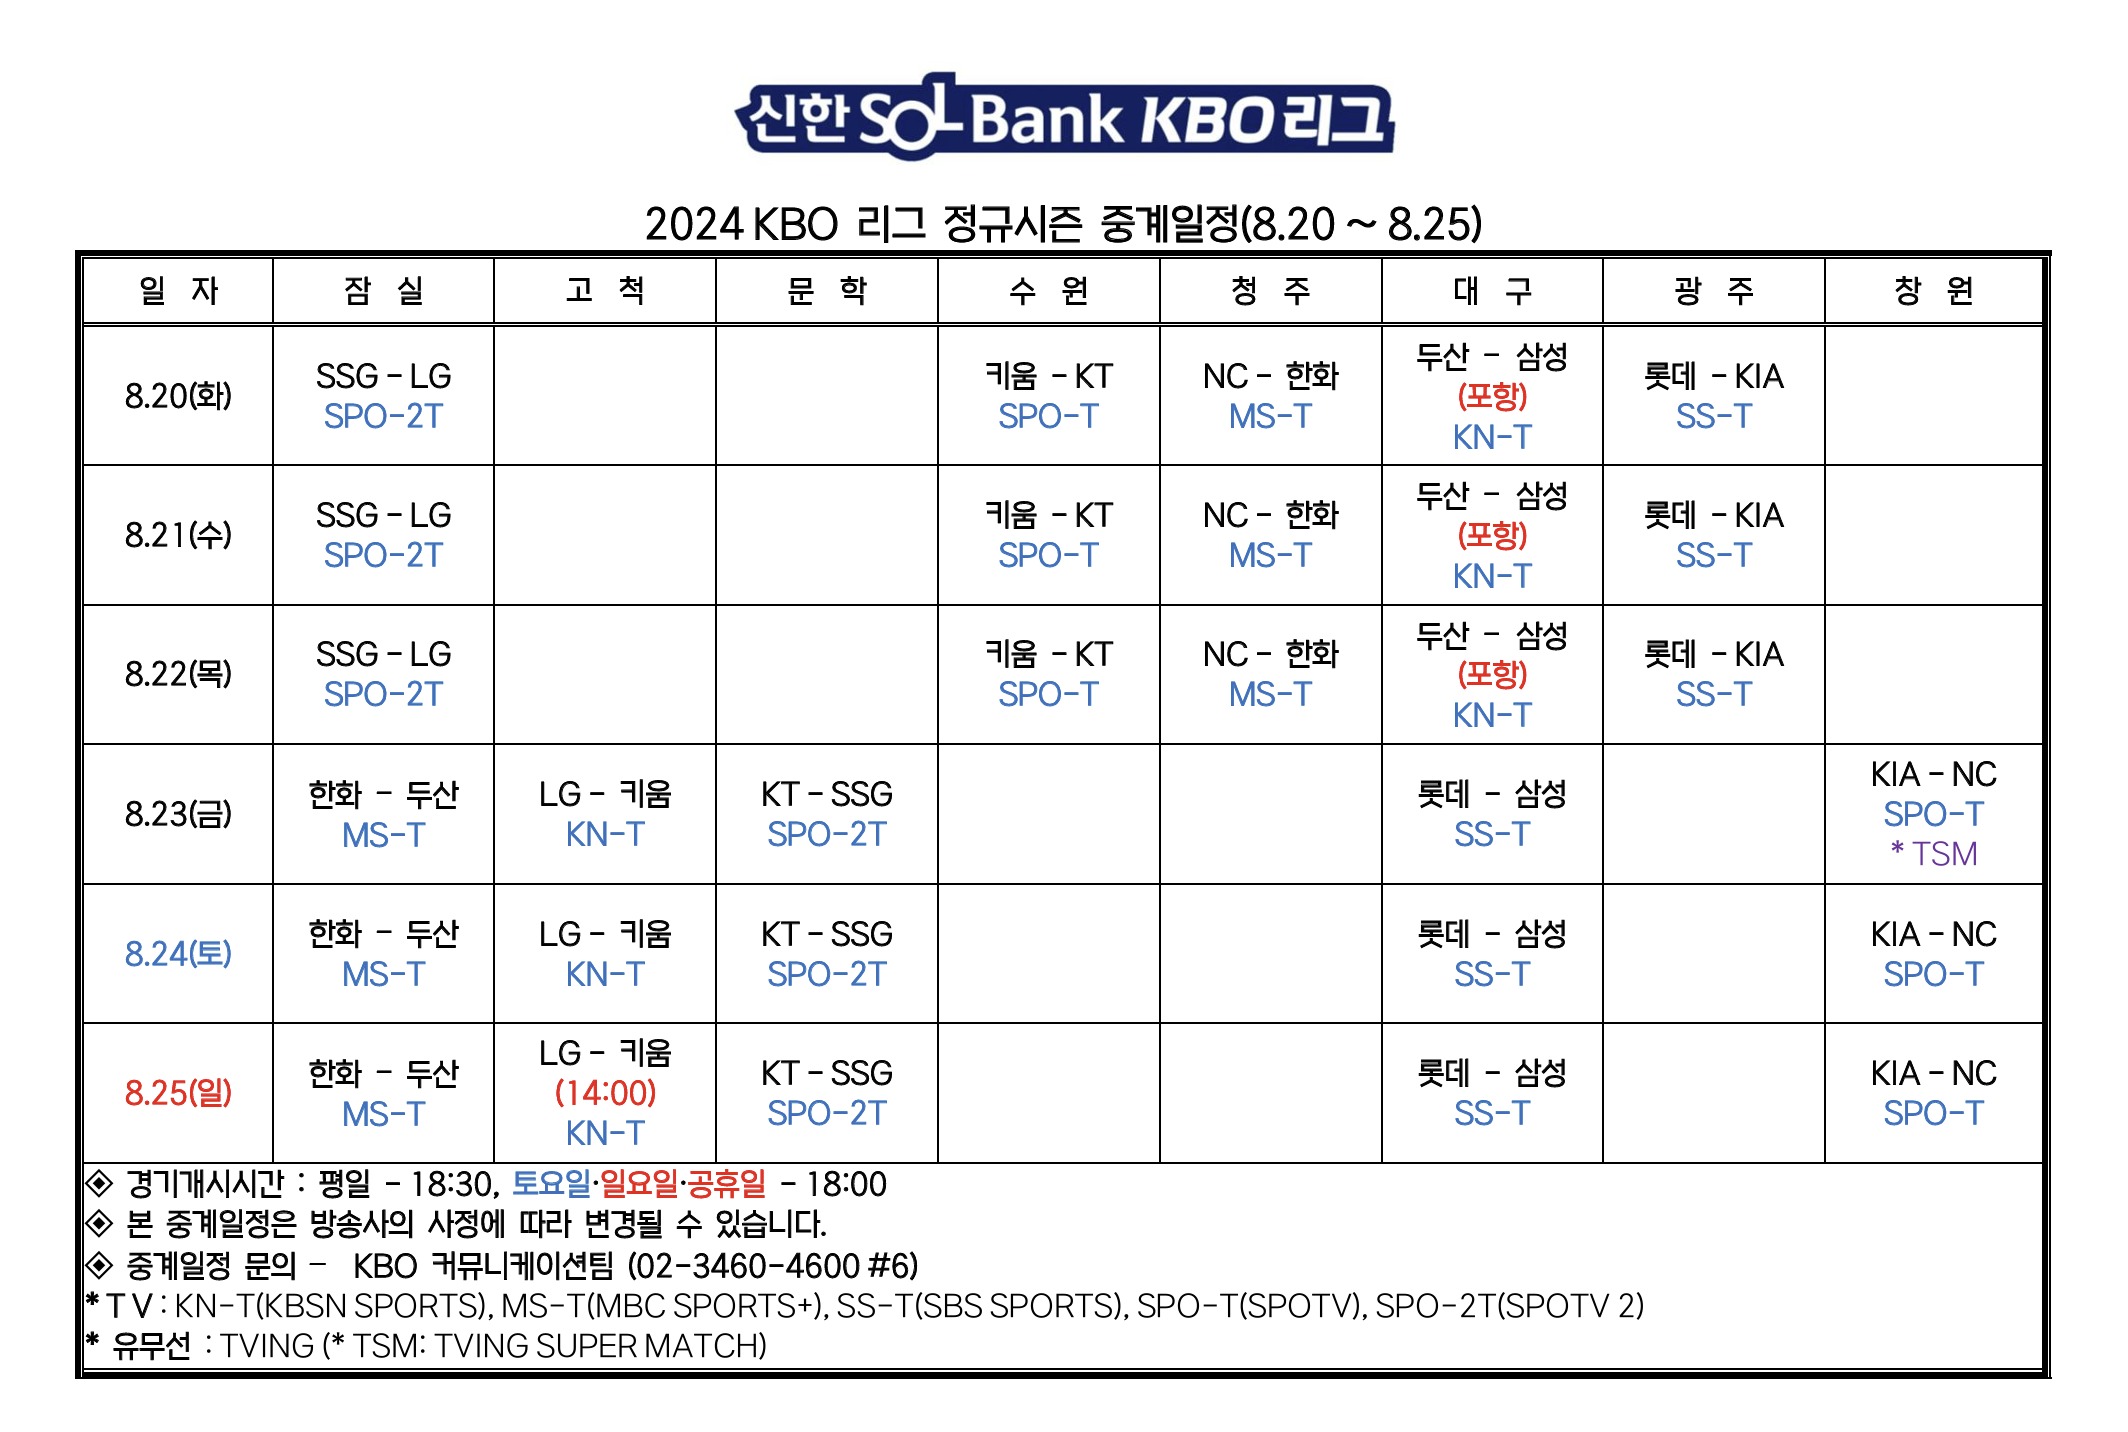 신한 SOL Bank KBO 리그
2024 KBO 리그 정규시즌 중계일정(8.20 ~ 8.25)
일 자 잠 실 고 척 문 학 수 원 청 주 대 구 광 주 창 원
8.20(화)
SSG - LG
SPO-2T
키움 - KT
SPO-T
NC - 한화
MS-T
두산 - 삼성
(포항)
KN-T
롯데 - KIA
SS-T
8.21(수)
SSG - LG
SPO-2T
키움 - KT
SPO-T
NC - 한화
MS-T
두산 - 삼성
(포항)
KN-T
롯데 - KIA
SS-T
8.22(목)
SSG - LG
SPO-2T
키움 - KT
SPO-T
NC - 한화
MS-T
두산 - 삼성
(포항)
KN-T
롯데 - KIA
SS-T
8.23(금)
한화 - 두산
MS-T
LG - 키움
KN-T
KT - SSG
SPO-2T
롯데 - 삼성
SS-T
KIA - NC
SPO-T
* TSM
8.24(토)
한화 - 두산
MS-T
LG - 키움
KN-T
KT - SSG
SPO-2T
롯데 - 삼성
SS-T
KIA - NC
SPO-T
8.25(일)
한화 - 두산
MS-T
LG - 키움
(14:00)
KN-T
KT - SSG
SPO-2T
롯데 - 삼성
SS-T
KIA - NC
SPO-T
◈ 경기개시시간 : 평일 - 18:30, 토요일·일요일·공휴일 - 18:00
◈ 본 중계일정은 방송사의 사정에 따라 변경될 수 있습니다.
◈ 중계일정 문의 - KBO 커뮤니케이션팀 (02-3460-4600 #6)
* T V : KN-T(KBSN SPORTS), MS-T(MBC SPORTS+), SS-T(SBS SPORTS), SPO-T(SPOTV), SPO-2T(SPOTV 2)
* 유무선 : TVING (* TSM: TVING SUPER MATCH)